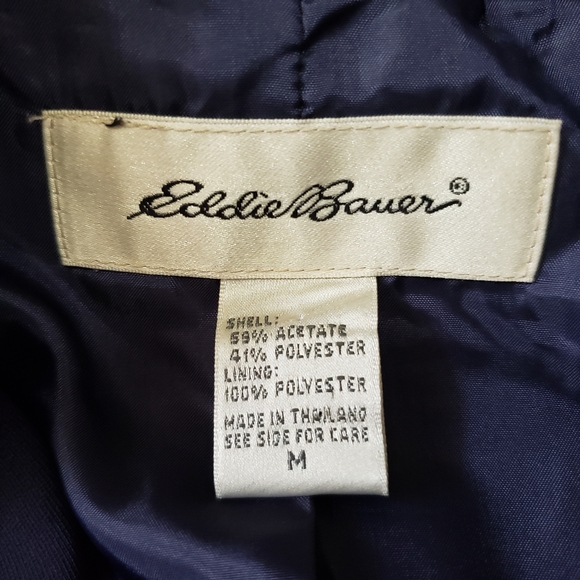 Eddie Bauer®
SHELL:
59% ACETATE
41% POLYESTER
LINING:
100% POLYESTER
MADE IN THAILAND
SEE SIDE FOR CARE
M